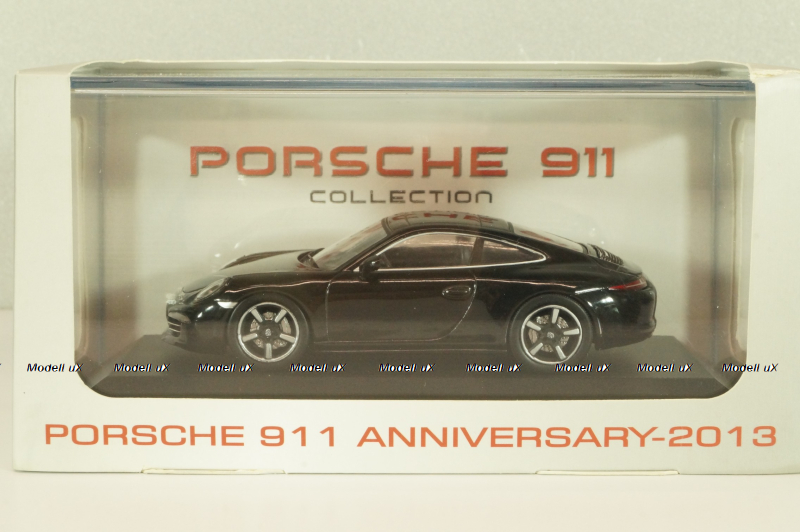 PORSCHE 911
COLLECTION
Modell uX Modell uX Modell uX Modell uX Modell uX Modell uX Modell uX Modell uX Modell uX
PORSCHE 911 ANNIVERSARY-2013